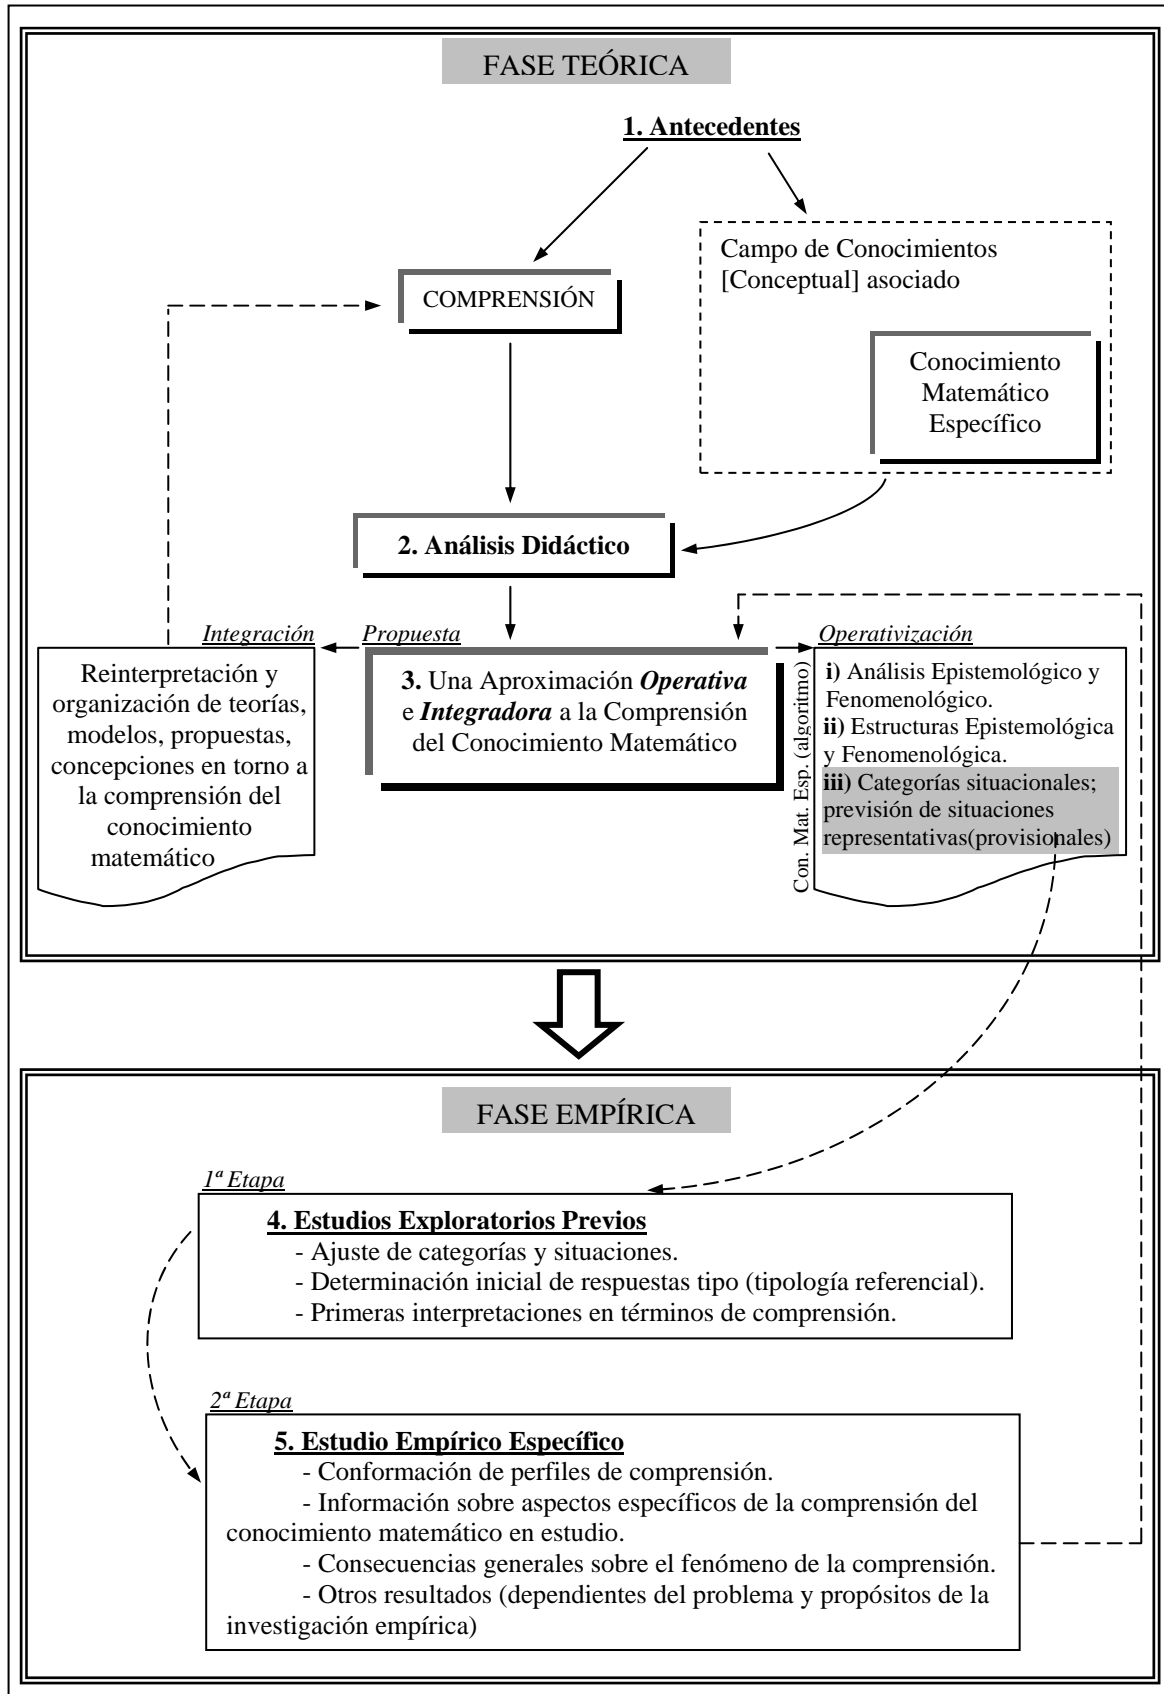 FASE TEÓRICA
1. Antecedentes
Campo de Conocimientos
[Conceptual] asociado
COMPRENSIÓN
Conocimiento
Matemático
Específico
2. Análisis Didáctico
Integración
Propuesta
Operativización
Reinterpretación y
organización de teorías,
modelos, propuestas,
concepciones en torno a
la comprensión del
conocimiento
matemático
3. Una Aproximación Operativa
e Integradora a la Comprensión
del Conocimiento Matemático
Con. Mat. Esp. (algoritmo)
i) Análisis Epistemológico y
Fenomenológico.
ii) Estructuras Epistemológica
y Fenomenológica.
iii) Categorías situacionales;
previsión de situaciones
representativas(provisionales)
FASE EMPÍRICA
1ª Etapa
4. Estudios Exploratorios Previos
- Ajuste de categorías y situaciones.
- Determinación inicial de respuestas tipo (tipología referencial).
- Primeras interpretaciones en términos de comprensión.
2ª Etapa
5. Estudio Empírico Específico
- Conformación de perfiles de comprensión.
- Información sobre aspectos específicos de la comprensión del
conocimiento matemático en estudio.
- Consecuencias generales sobre el fenómeno de la comprensión.
- Otros resultados (dependientes del problema y propósitos de la
investigación empírica)